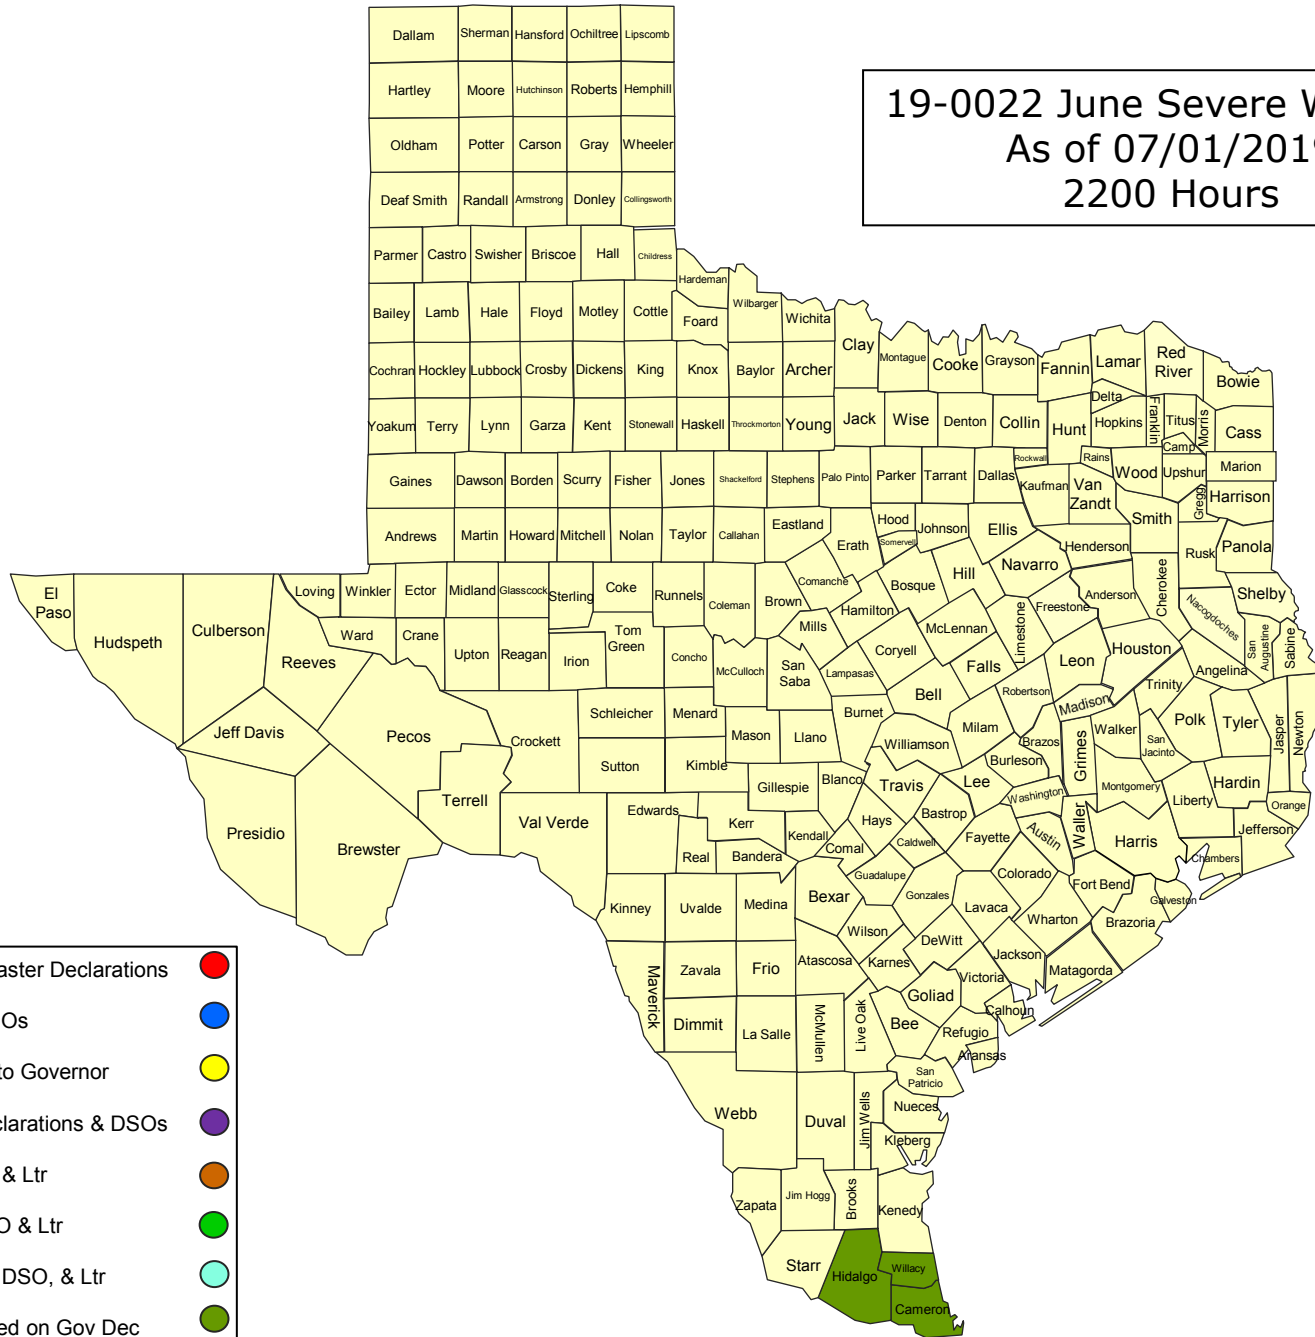 Dallam Sherman Hansford Ochiltree Lipscomb
Hartley Moore Hutchinson Roberts Hemphill
19-0022 June Severe
As of 07/01/201
2200 Hours
Oldham Potter Carson Gray Wheeler
Deaf Smith Randall Armstrong Donley Collingsworth
Parmer Castro Swisher Briscoe Hall Childress
Hardeman
Bailey Lamb Hale Floyd Motley Cottle Foard Wilbarger Wichita
Clay Montague Cooke Grayson Fannin Lamar Red River Bowie
Cochran Hockley Lubbock Crosby Dickens King Knox Baylor Archer
Delta
Yoakum Terry Lynn Garza Kent Stonewall Haskell Throckmorton Young Jack Wise Denton Collin Hunt Hopkins Franklin Titus Morris Cass
Camp
Rockwall Rains
Gaines Dawson Borden Scurry Fisher Jones Shackelford Stephens Palo Pinto Parker Tarrant Dallas Kaufman Van Zandt Wood Upshur Marion
Gregg Harrison
Andrews Martin Howard Mitchell Nolan Taylor Callahan Eastland Erath Hood Somervell Johnson Ellis Henderson Smith Rusk Panola
El Paso Hudspeth Culberson Loving Winkler Ector Midland Glasscock Sterling Coke Runnels Coleman Brown Comanche Hamilton Bosque Hill Navarro Freestone Anderson Cherokee Nacogdoches Shelby
Reeves Ward Crane Upton Reagan Irion Tom Green Concho McCulloch San Saba Mills Lampasas Coryell McLennan Limestone Falls Leon Houston Angelina San Augustine Sabine
Jeff Davis Pecos Crockett Schleicher Menard Mason Llano Burnet Bell Milam Robertson Madison Trinity Polk Tyler Jasper Newton
Sutton Kimble Gillespie Blanco Williamson Brazos Burleson Grimes Walker San Jacinto
Presidio Brewster Terrell Val Verde Edwards Kerr Kendall Hays Travis Bastrop Lee Washington Waller Montgomery Liberty Hardin Orange
Real Bandera Comal Caldwell Fayette Austin Harris Chambers Jefferson
Kinney Uvalde Medina Bexar Guadalupe Gonzales Lavaca Colorado Fort Bend Galveston
Wilson Wharton Brazoria
Maverick Zavala Frio Atascosa Karnes DeWitt Jackson Matagorda
Victoria
Dimmit La Salle McMullen Live Oak Bee Goliad Calhoun
Refugio
Aransas
San Patricio
Webb Duval Jim Wells Nueces
Kleberg
Zapata Jim Hogg Brooks Kenedy
Starr Hidalgo Willacy
Cameron
aster Declarations
Os
to Governor
clarations & DSOs
& Ltr
O & Ltr
DSO, & Ltr
ed on Gov Dec